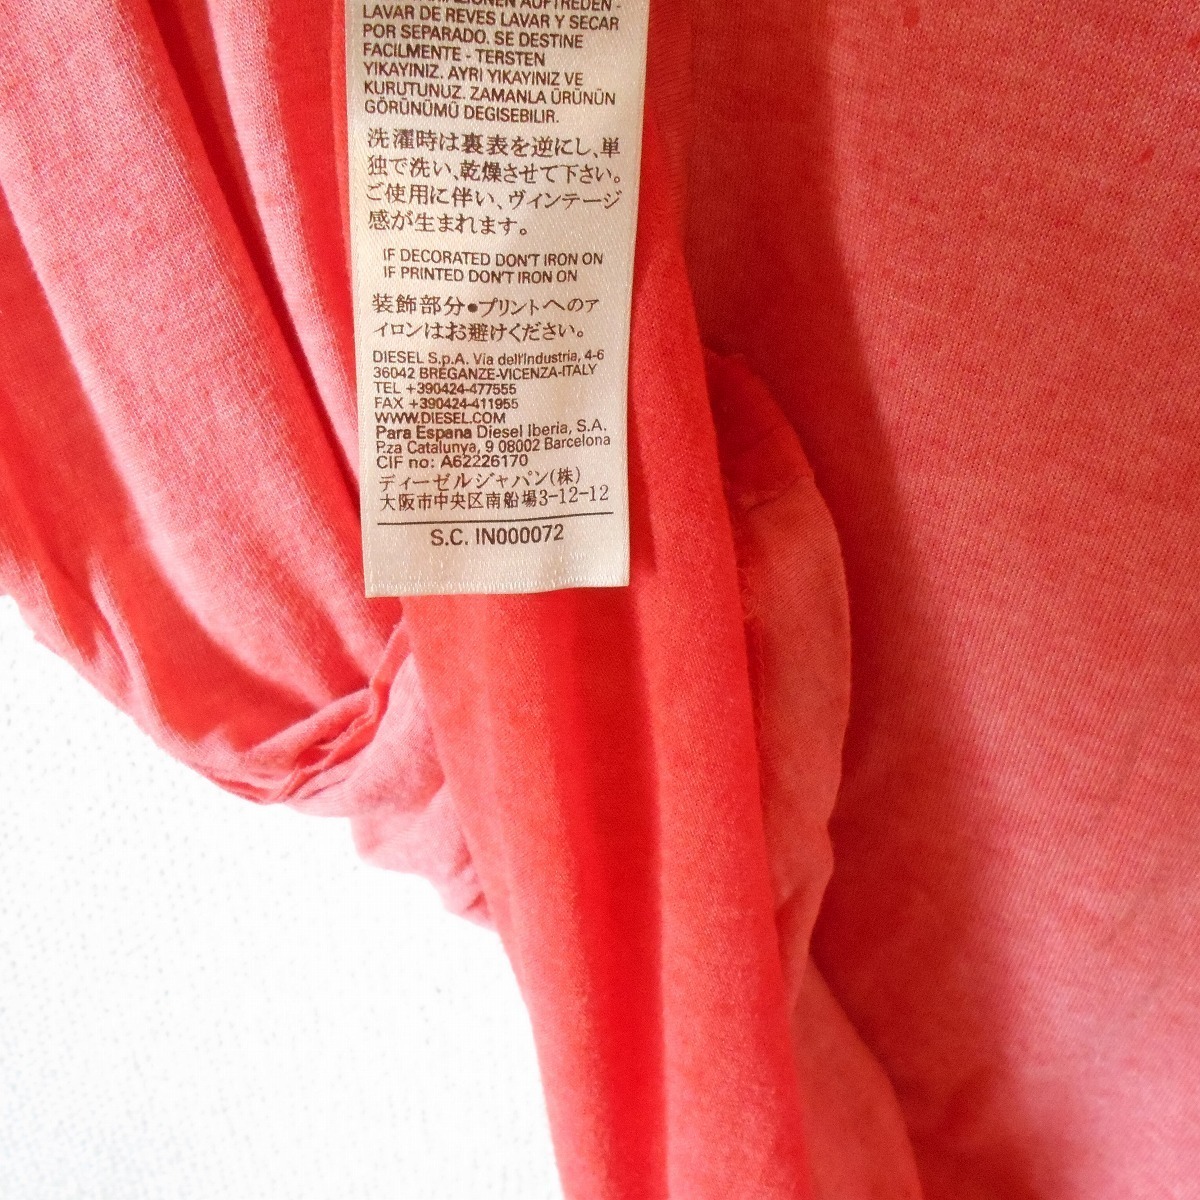 AUFTREDEN -
LAVAR DE REVES LAVAR Y SECAR
POR SEPARADO. SE DESTINE
FACILMENTE - TERSTEN
YIKAYINIZ. AYRI YIKAYINIZ VE
KURUTUNUZ. ZAMANLA ÜRÜNÜN
GÖRÜNÜMÜ DEGISEBILIR.
洗濯時は裏表を逆にし、単
独で洗い、乾燥させて下さい。
ご使用に伴い、ヴィンテージ
感が生まれます。
IF DECORATED DON'T IRON ON
IF PRINTED DON'T IRON ON
装飾部分●プリントへのア
イロンはお避けください。
DIESEL S.p.A. Via dell'Industria, 4-6
36042 BREGANZE-VICENZA-ITALY
TEL +390424-477555
FAX +390424-411955
WWW.DIESEL.COM
Para Espana Diesel Iberia, S.A.
P.za Catalunya, 9 08002 Barcelona
CIF no: A62226170
ディーゼルジャパン(株)
大阪市中央区南船場3-12-12
S.C. IN000072